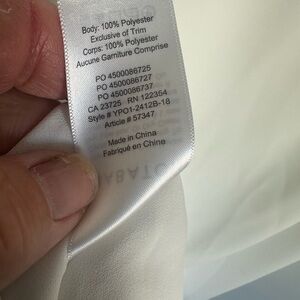 Body: 100% Polyester
Exclusive of Trim
Corps: 100% Polyester
Aucune Garniture Comprise
PO 4500086725
PO 4500086727
PO 4500086737
CA 23725 RN 122364
Style # YPO1-2412B-18
Article # 57347
Made in China
Fabriqué en Chine